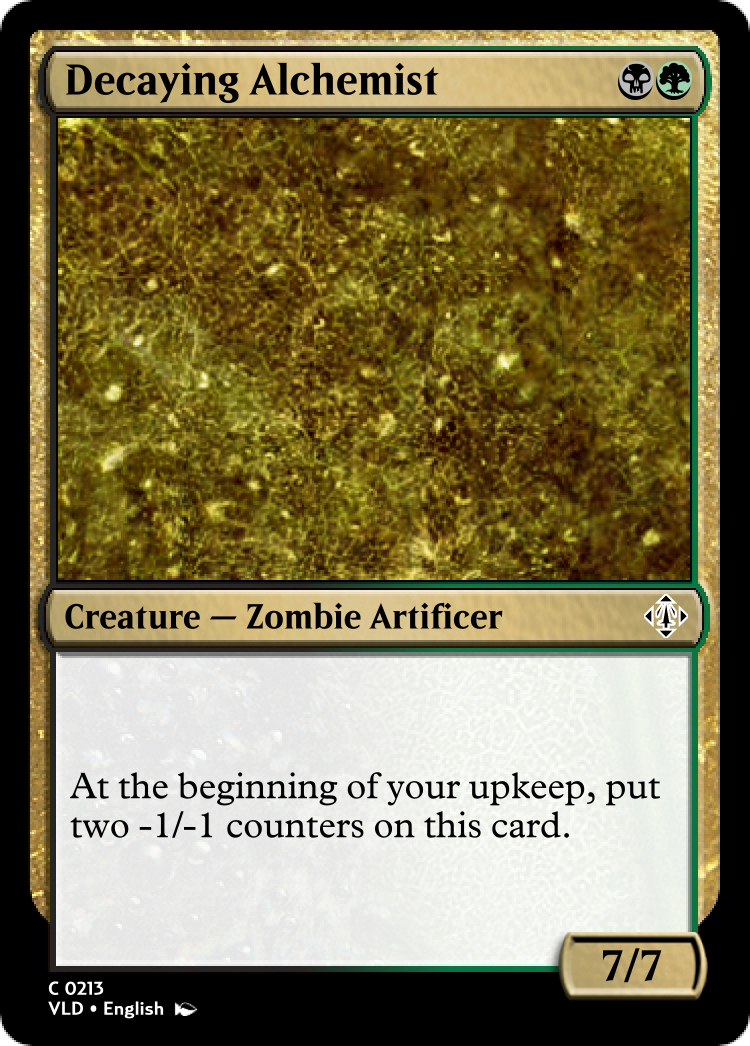 Decaying Alchemist
Creature — Zombie Artificer
At the beginning of your upkeep, put
two -1/-1 counters on this card.
7/7
C 0213
VLD • English